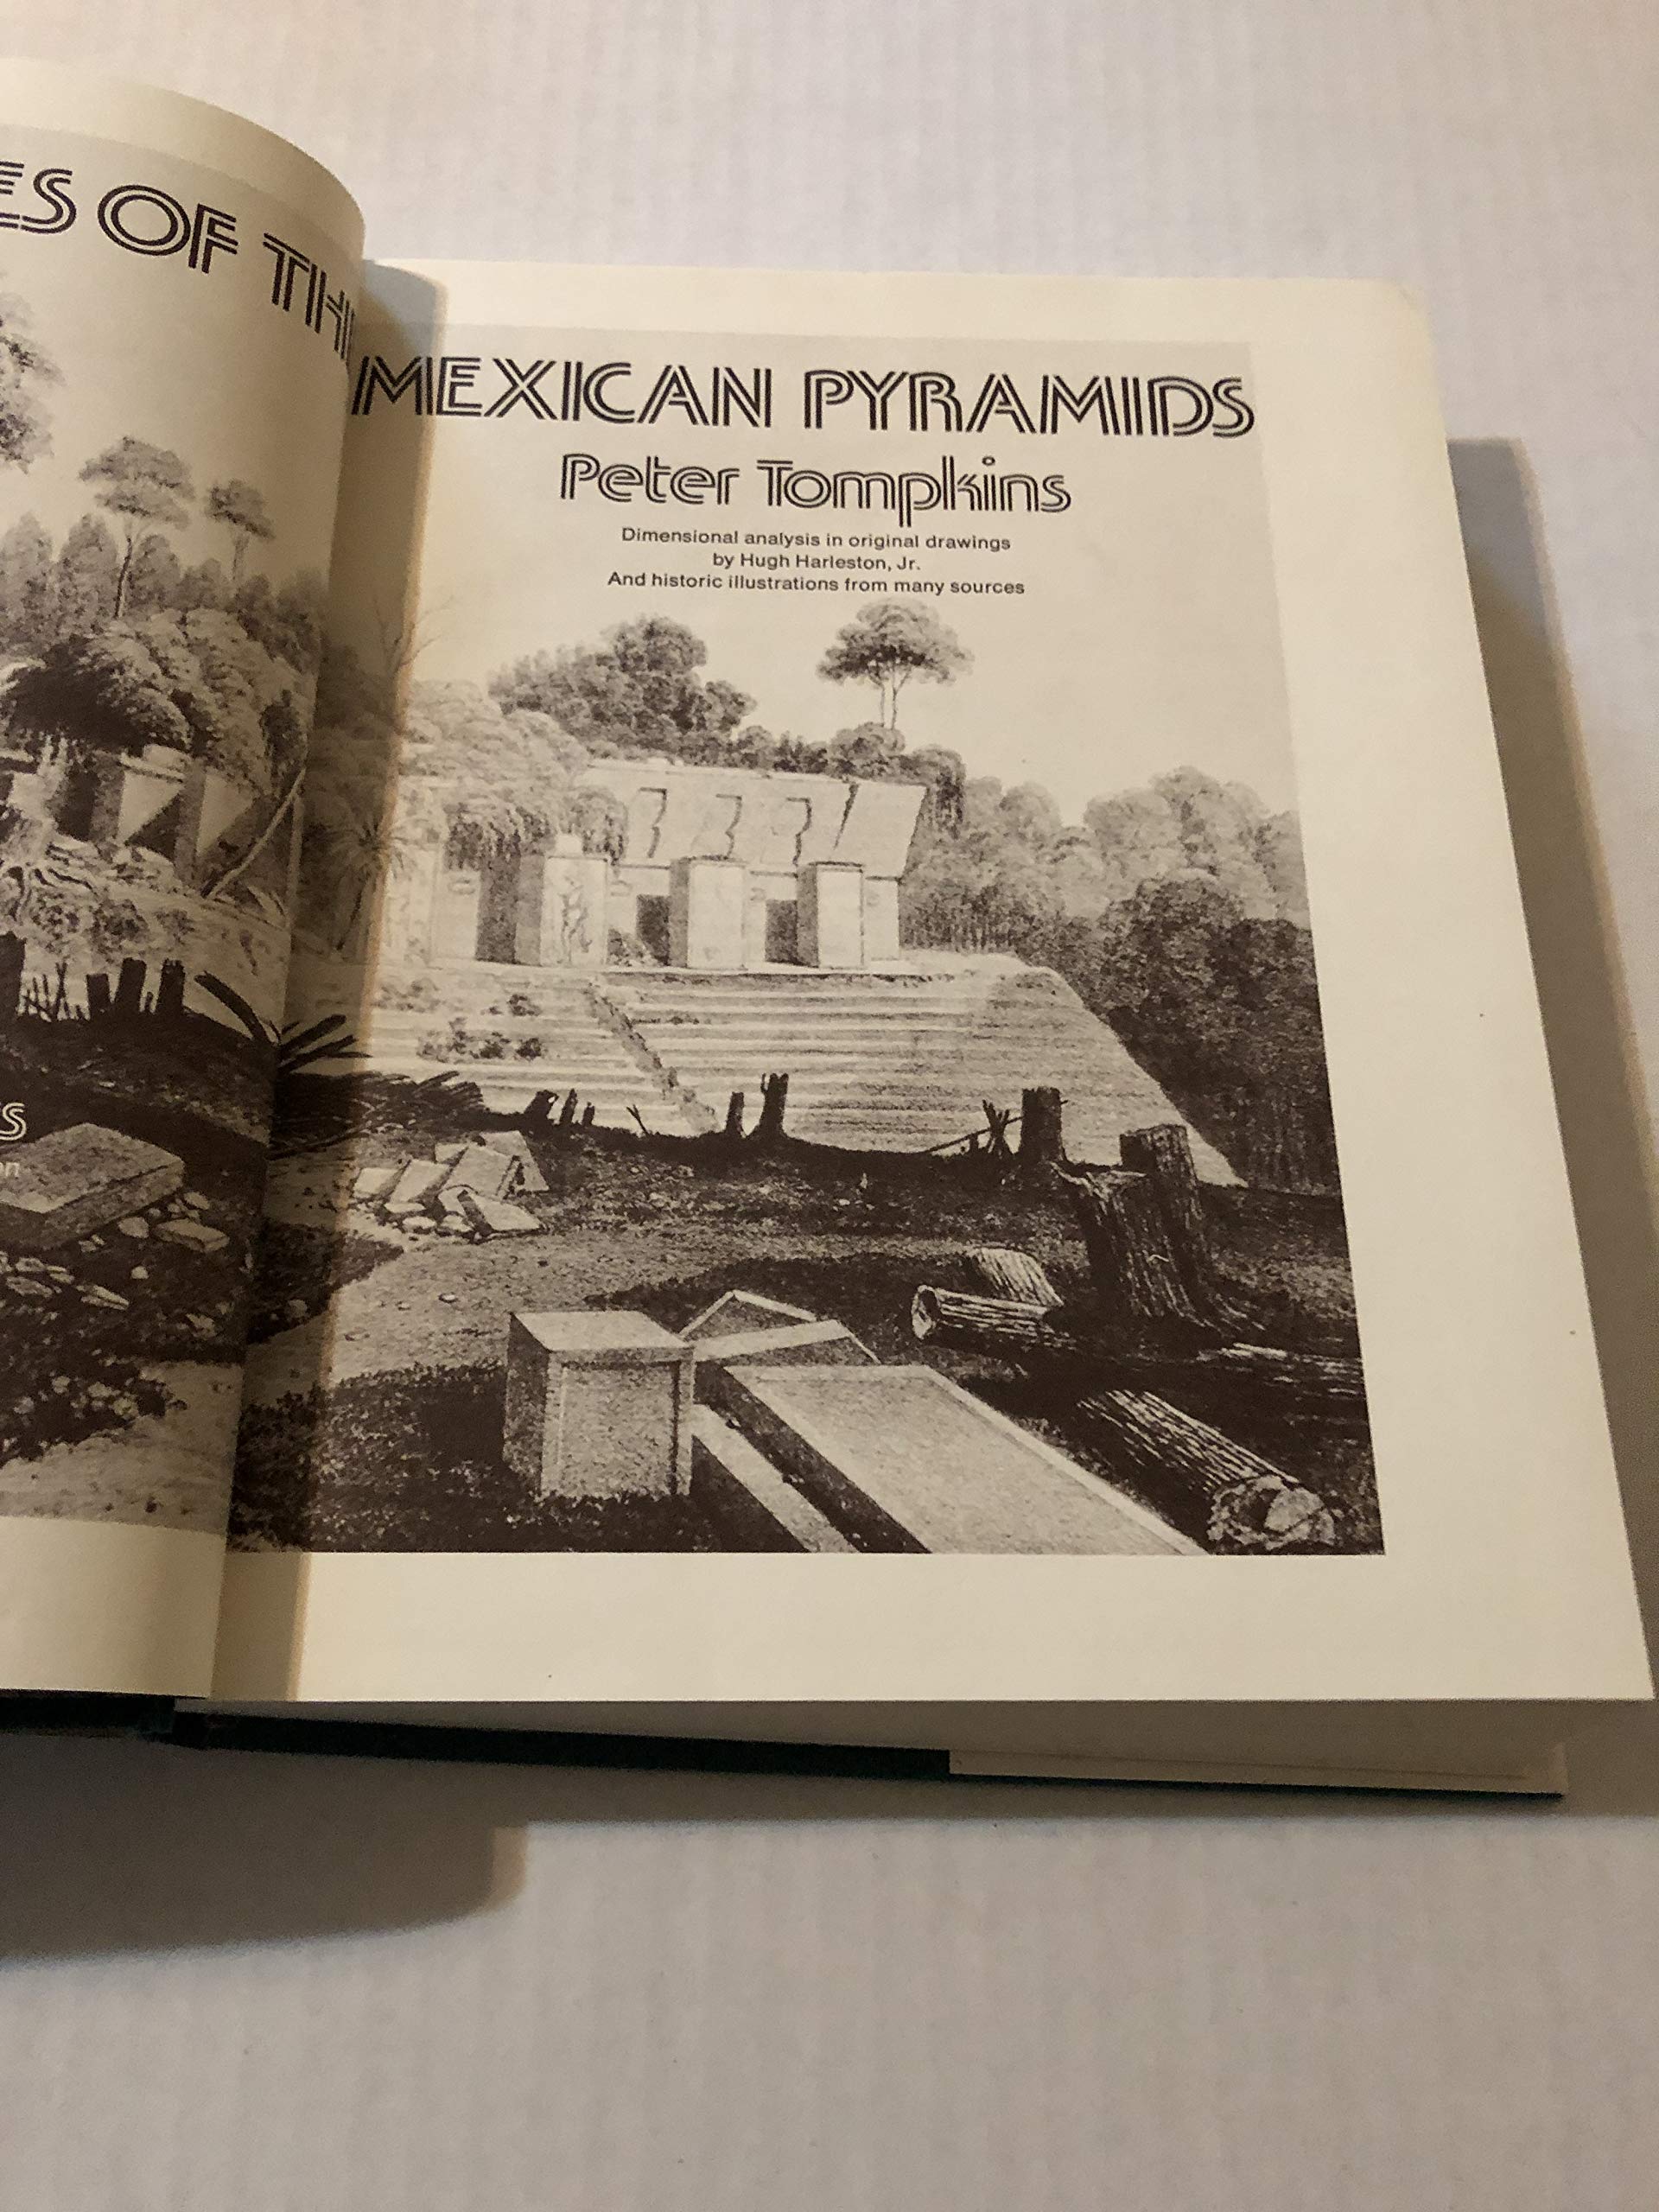 ES OF TH
MEXICAN PYRAMIDS
Peter Tompkins
Dimensional analysis in original drawings
by Hugh Harleston, Jr.
And historic illustrations from many sources
S
on